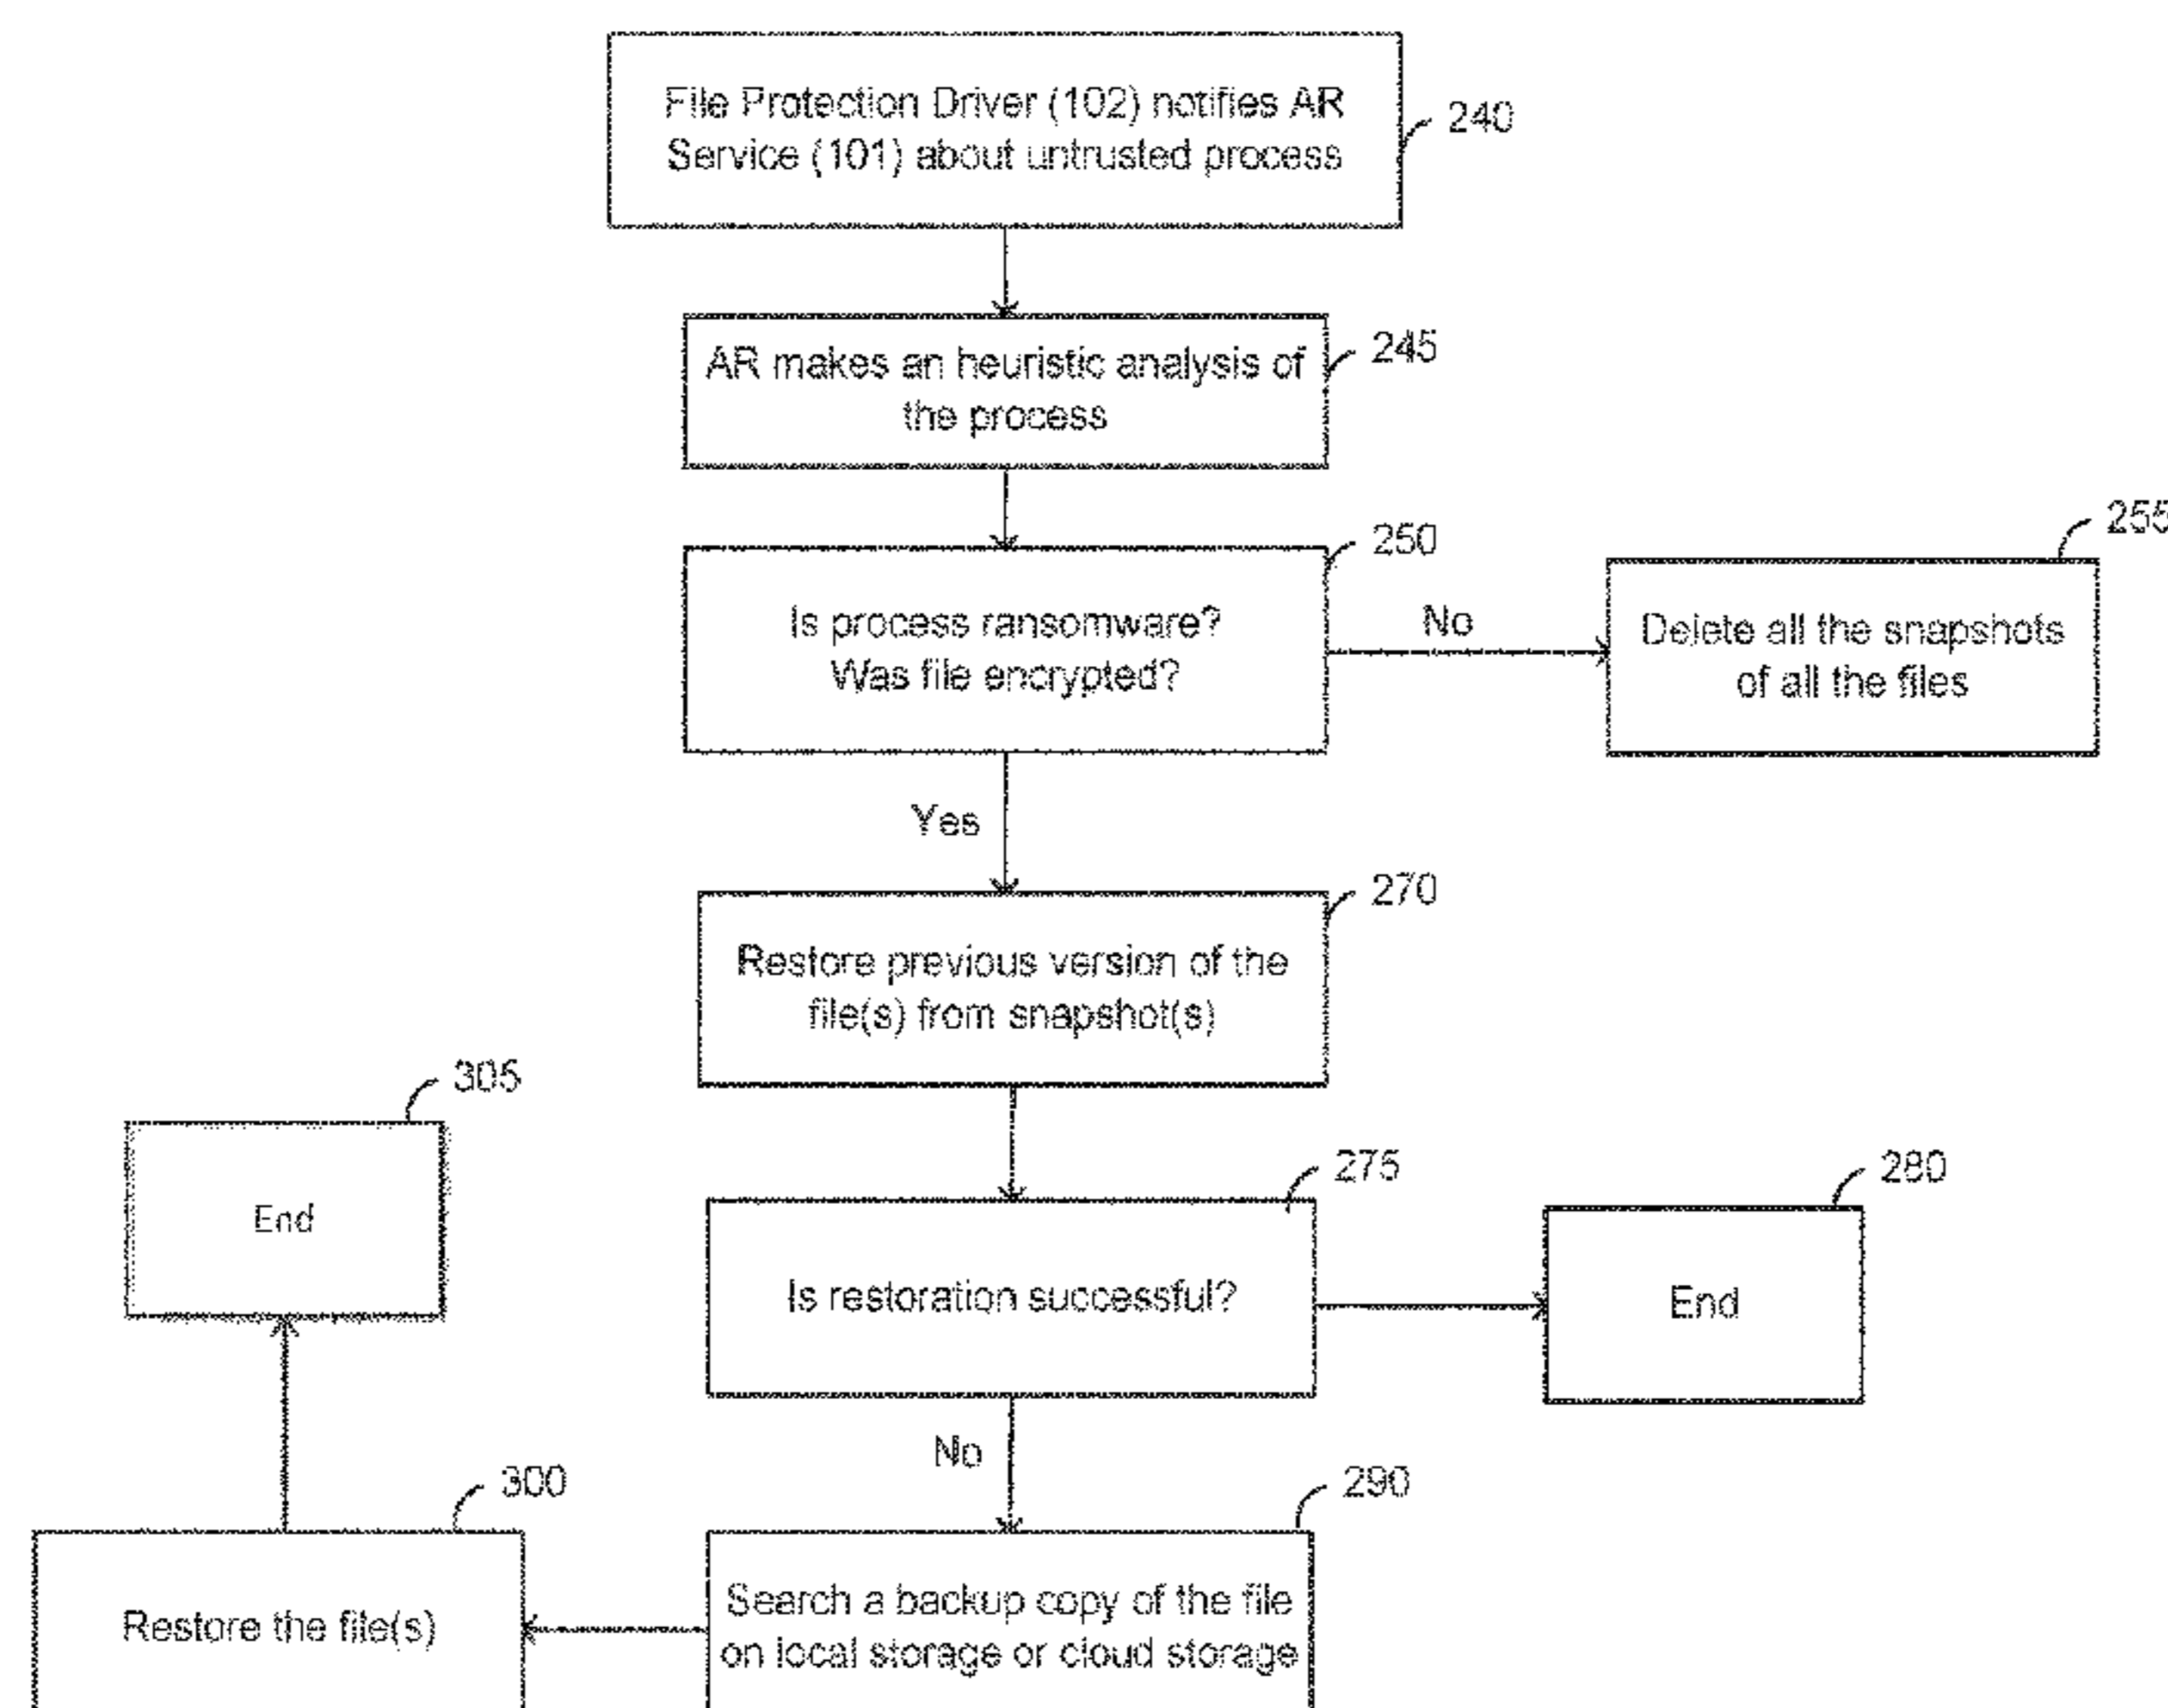 File Protection Driver (102) notifies AR
Service (101) about untrusted process
240
AR makes an heuristic analysis of
the process
245
250
Is process ransomware?
Was file encrypted?
No
255
Delete all the snapshots
of all the files
Yes
270
Restore previous version of the
file(s) from snapshot(s)
305
End
275
Is restoration successful?
280
End
No
300
Restore the file(s)
290
Search a backup copy of the file
on local storage or cloud storage